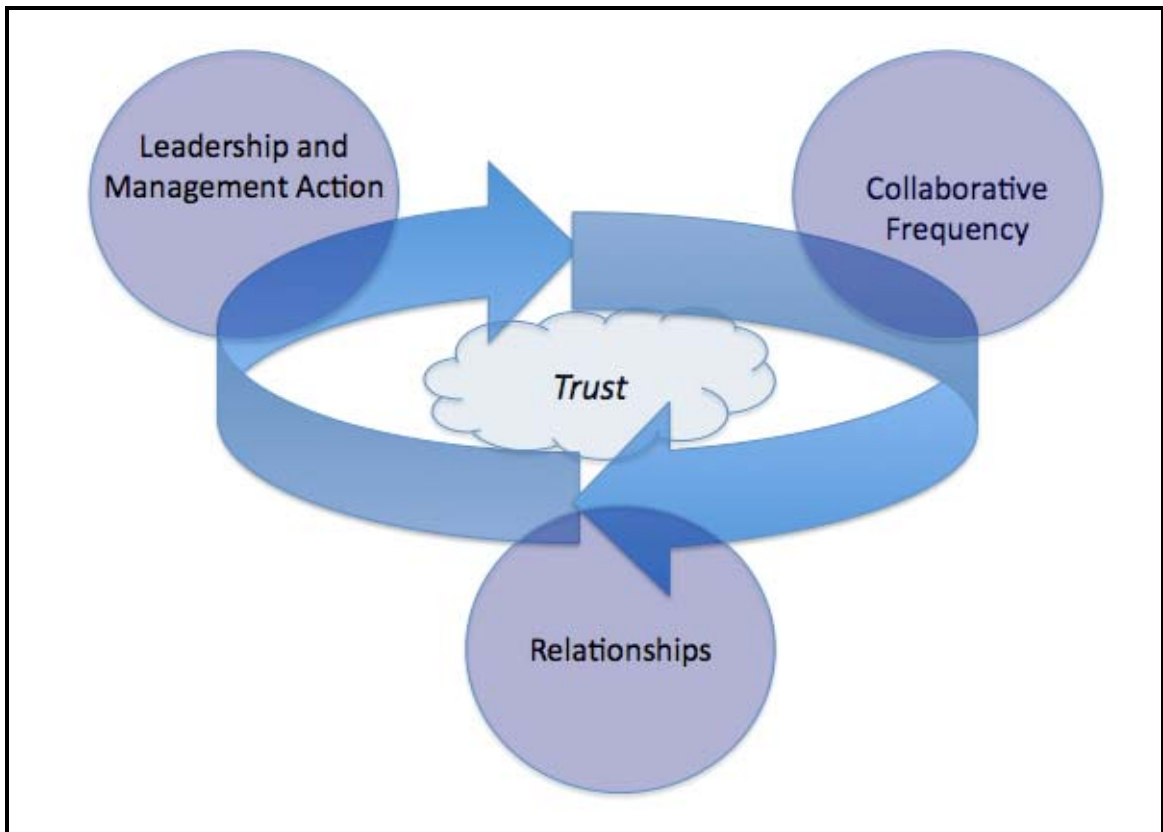 Leadership and
Management Action
Collaborative
Frequency
Trust
Relationships